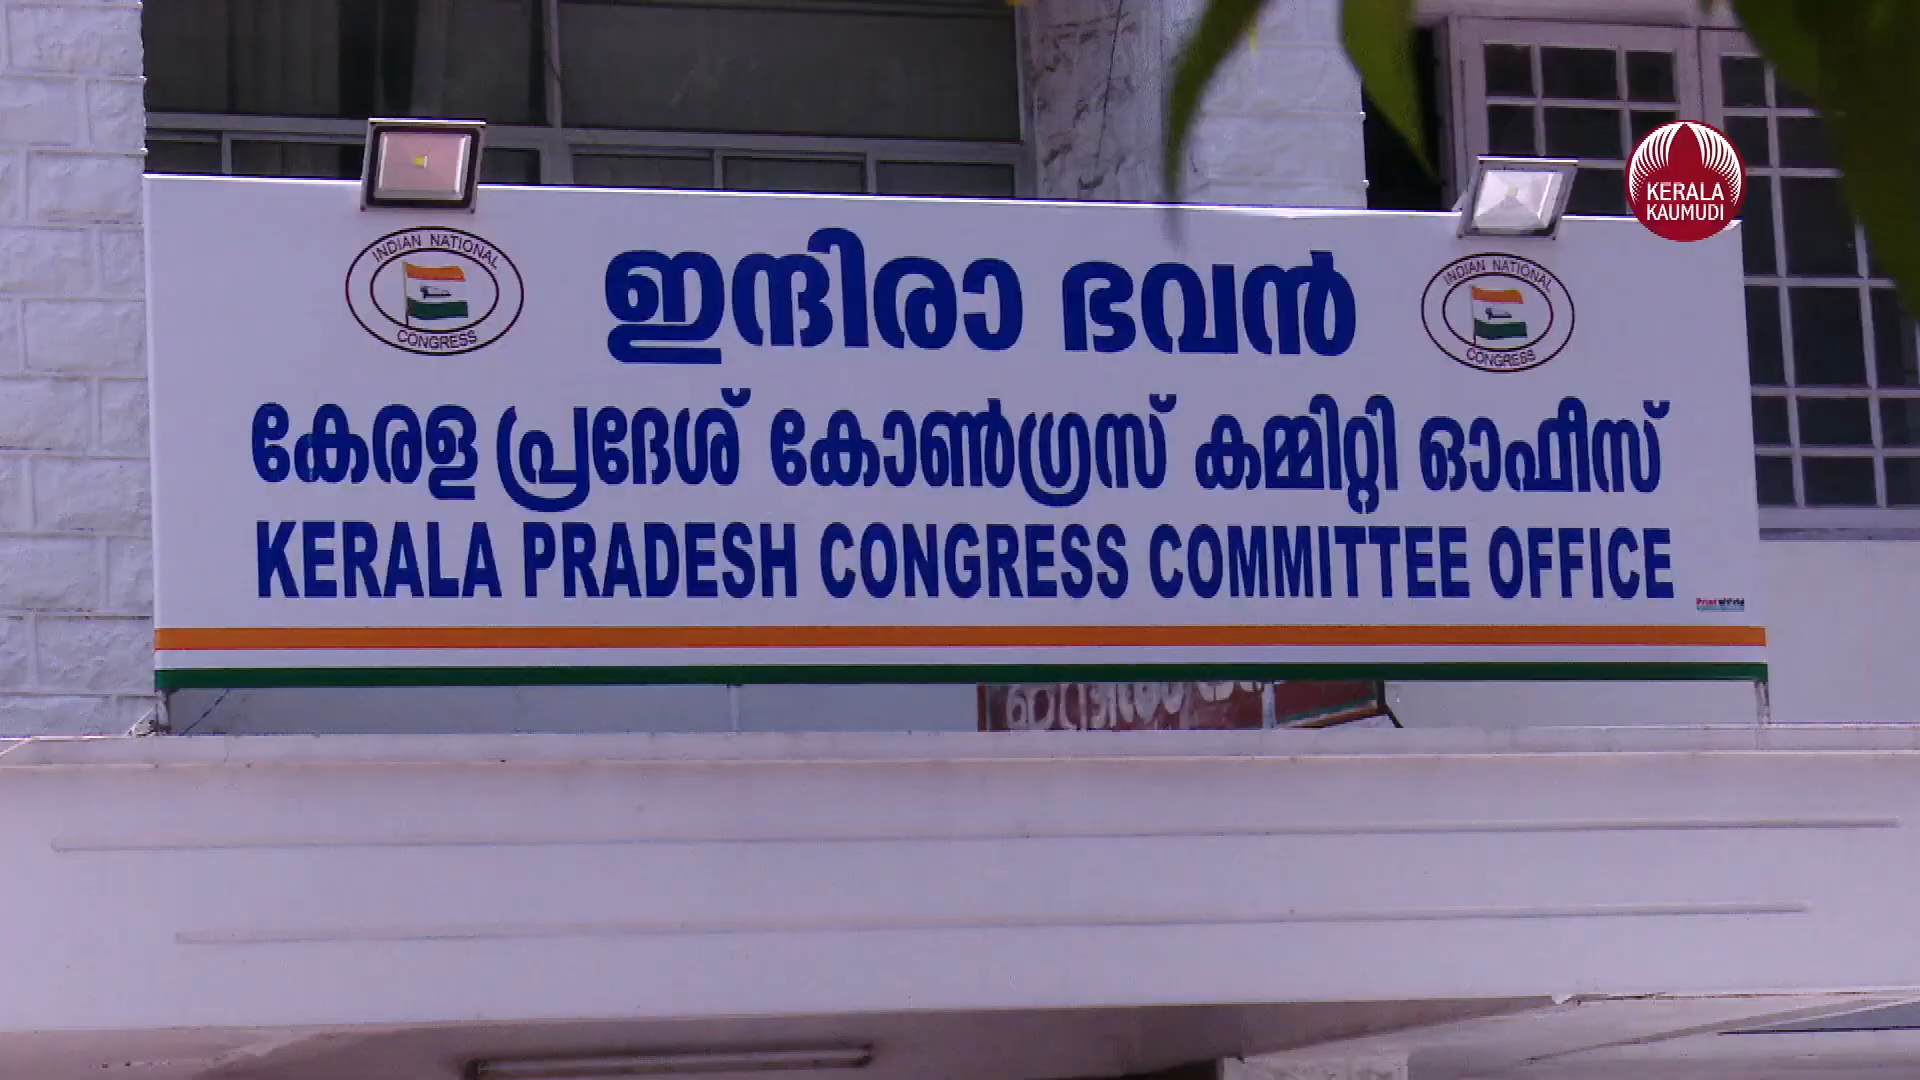 KERALA
KAUMUDI
INDIAN NATIONAL
CONGRESS
ഇന്ദിരാ ഭവൻ
INDIAN NATIONAL
CONGRESS
കേരള പ്രദേശ് കോൺഗ്രസ് കമ്മിറ്റി ഓഫീസ്
KERALA PRADESH CONGRESS COMMITTEE OFFICE